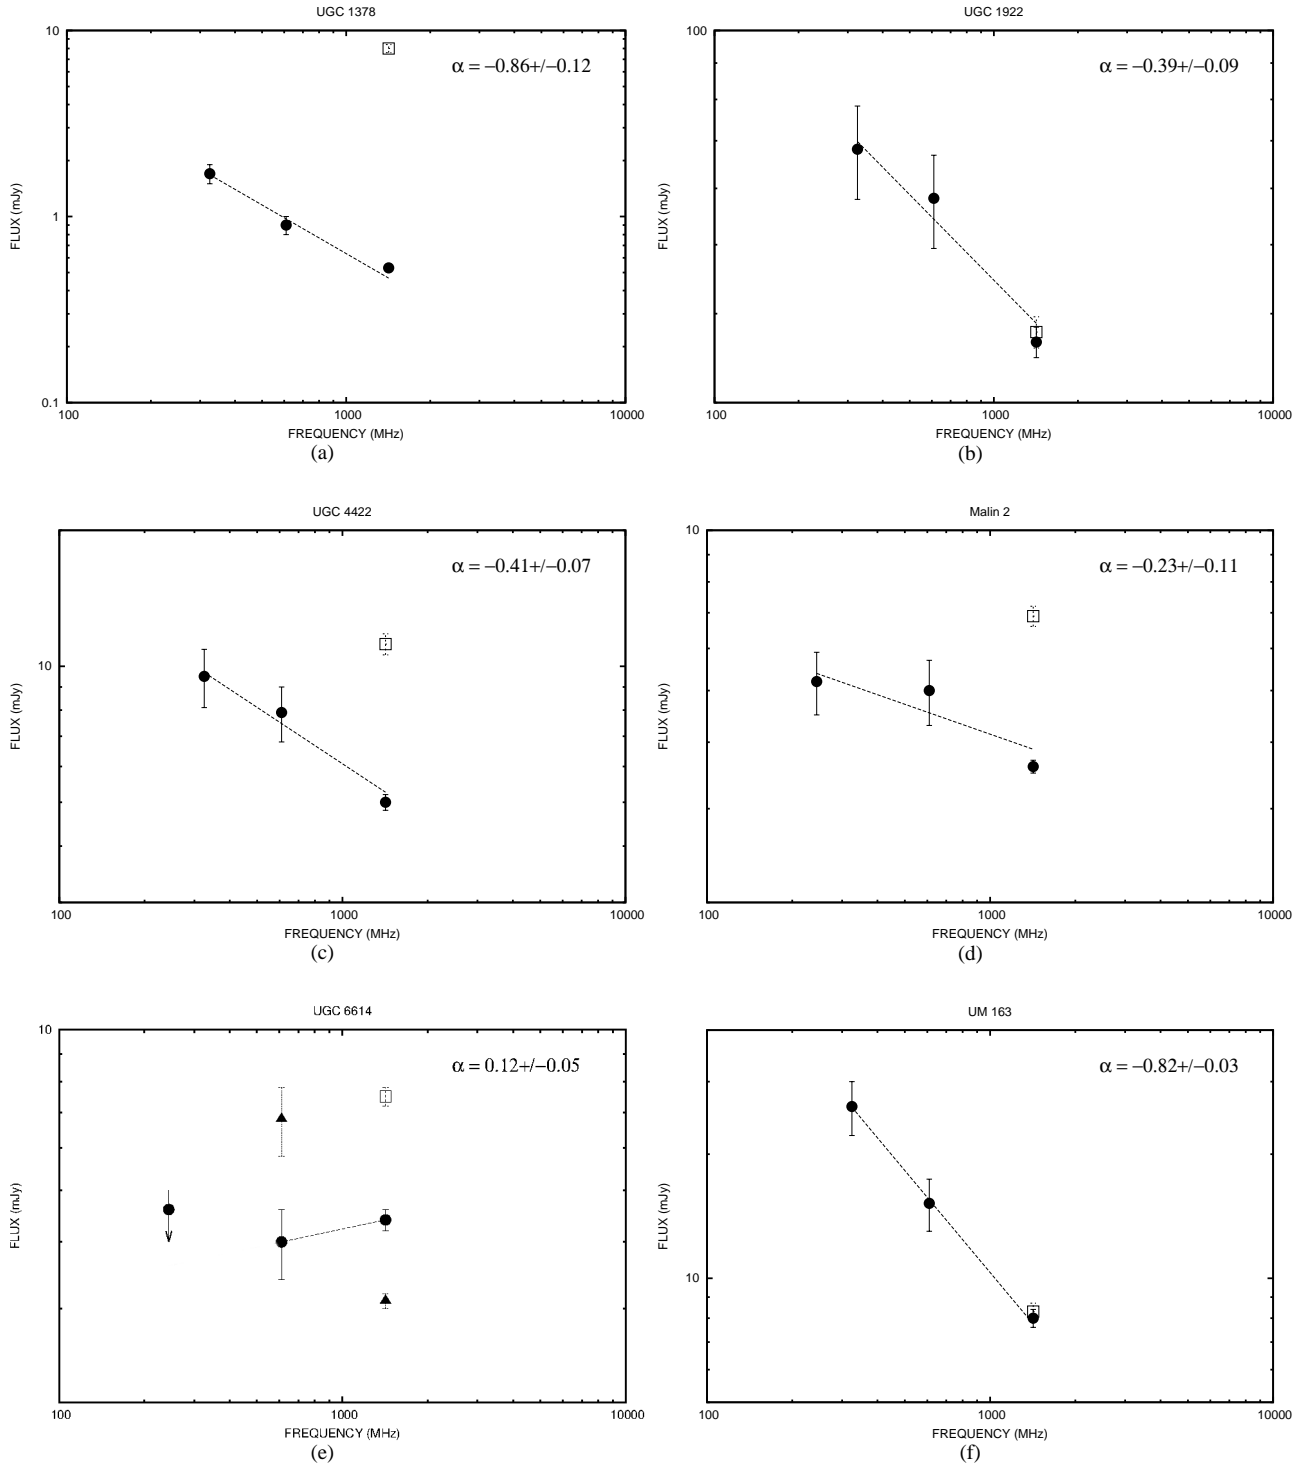 UGC 1378
10
α = −0.86+/−0.12
FLUX (mJy)
1
0.1
100
1000
10000
FREQUENCY (MHz)
(a)
UGC 1922
100
α = −0.39+/−0.09
FLUX (mJy)
100
1000
10000
FREQUENCY (MHz)
(b)
UGC 4422
α = −0.41+/−0.07
10
FLUX (mJy)
100
1000
10000
FREQUENCY (MHz)
(c)
Malin 2
10
α = −0.23+/−0.11
FLUX (mJy)
100
1000
10000
FREQUENCY (MHz)
(d)
UGC 6614
10
α = 0.12+/−0.05
FLUX (mJy)
100
1000
10000
FREQUENCY (MHz)
(e)
UM 163
α = −0.82+/−0.03
FLUX (mJy)
10
100
1000
10000
FREQUENCY (MHz)
(f)